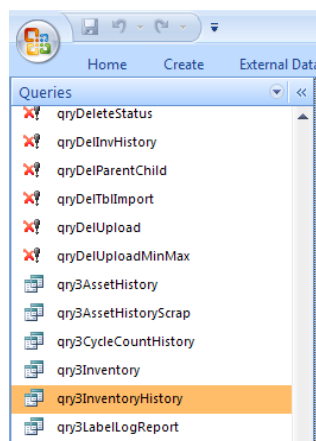 Home Create External Data
Queries
qryDeleteStatus
qryDelInvHistory
qryDelParentChild
qryDelTblImport
qryDelUpload
qryDelUploadMinMax
qry3AssetHistory
qry3AssetHistoryScrap
qry3CycleCountHistory
qry3Inventory
qry3InventoryHistory
qry3LabelLogReport